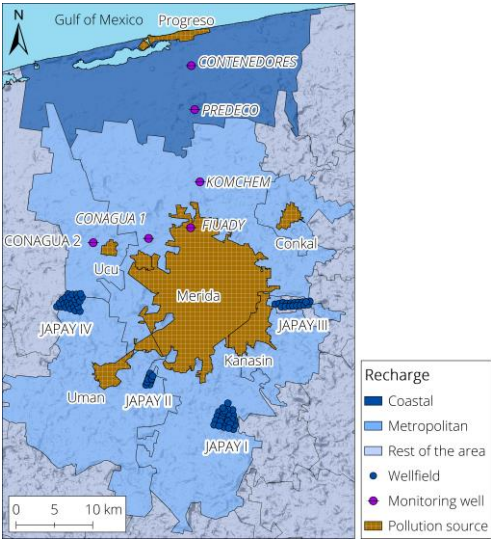 Gulf of Mexico
Progreso
N
CONTENEDORES
PREDECO
KOMCHEM
CONAGUA 1
FIUADY
CONAGUA 2
Conkal
Ucu
Merida
JAPAY IV
JAPAY III
Kanasin
Uman
JAPAY II
JAPAY I
0 5 10 km
Recharge
Coastal
Metropolitan
Rest of the area
Wellfield
Monitoring well
Pollution source